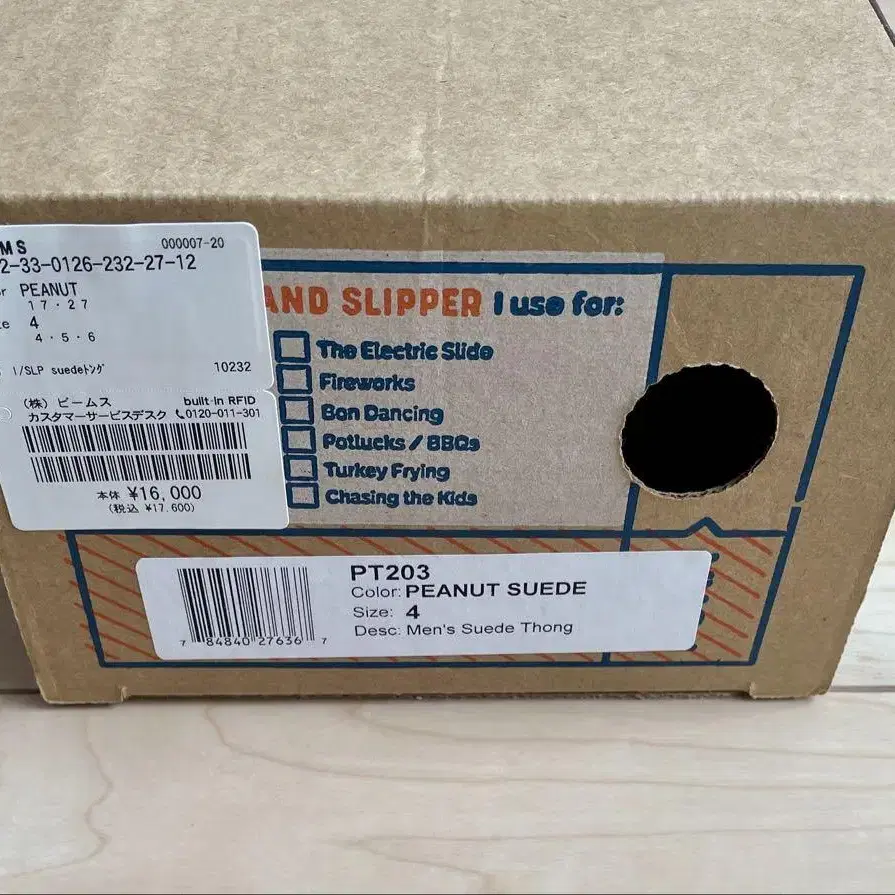 MS
000007-20
2-33-0126-232-27-12
r PEANUT
17・27
e 4
4・5・6
I/SLP suedeﾄﾝｸﾞ 10232
(株) ビームス built-in RFID
カスタマーサービスデスク 0120-011-301
本体 ¥16,000
(税込 ¥17,600)
AND SLIPPER I use for:
The Electric Slide
Fireworks
Bon Dancing
Potlucks / BBQs
Turkey Frying
Chasing the Kids
PT203
Color: PEANUT SUEDE
Size: 4
Desc: Men's Suede Thong
7 84840 27636 7